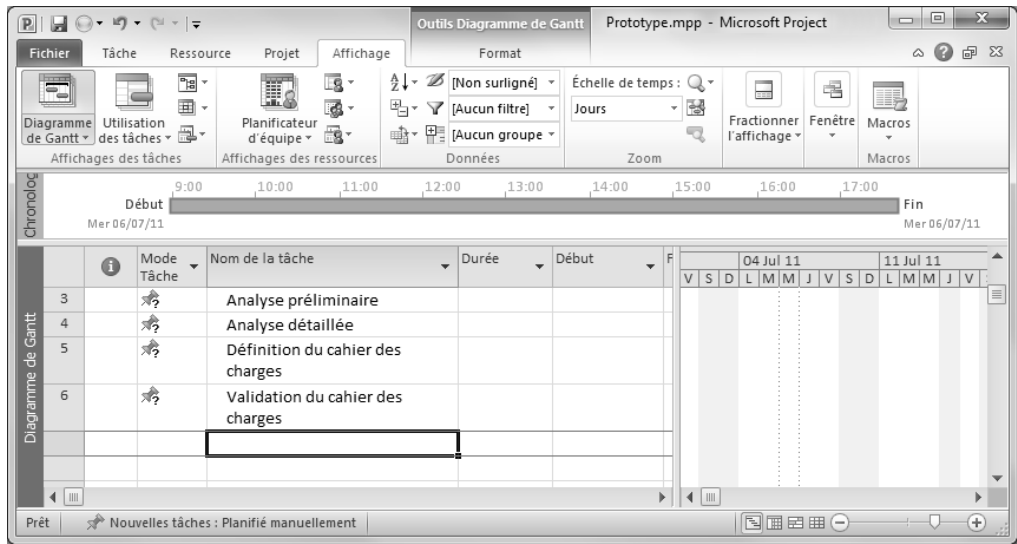 Outils Diagramme de Gantt Prototype.mpp - Microsoft Project
Fichier Tâche Ressource Projet Affichage Format
Diagramme de Gantt
Utilisation des tâches
Affichages des tâches
Planificateur d'équipe
Affichages des ressources
[Non surligné]
[Aucun filtre]
[Aucun groupe
Données
Échelle de temps :
Jours
Zoom
Fractionner l'affichage
Fenêtre
Macros
Macros
Chronolog
9:00 10:00 11:00 12:00 13:00 14:00 15:00 16:00 17:00
Début
Mer 06/07/11
Fin
Mer 06/07/11
Diagramme de Gantt
Mode Tâche
Nom de la tâche
Durée
Début
F
04 Jul 11 11 Jul 11
V S D L M M J V S D L M M J V
3 Analyse préliminaire
4 Analyse détaillée
5 Définition du cahier des
charges
6 Validation du cahier des
charges
Prêt Nouvelles tâches : Planifié manuellement